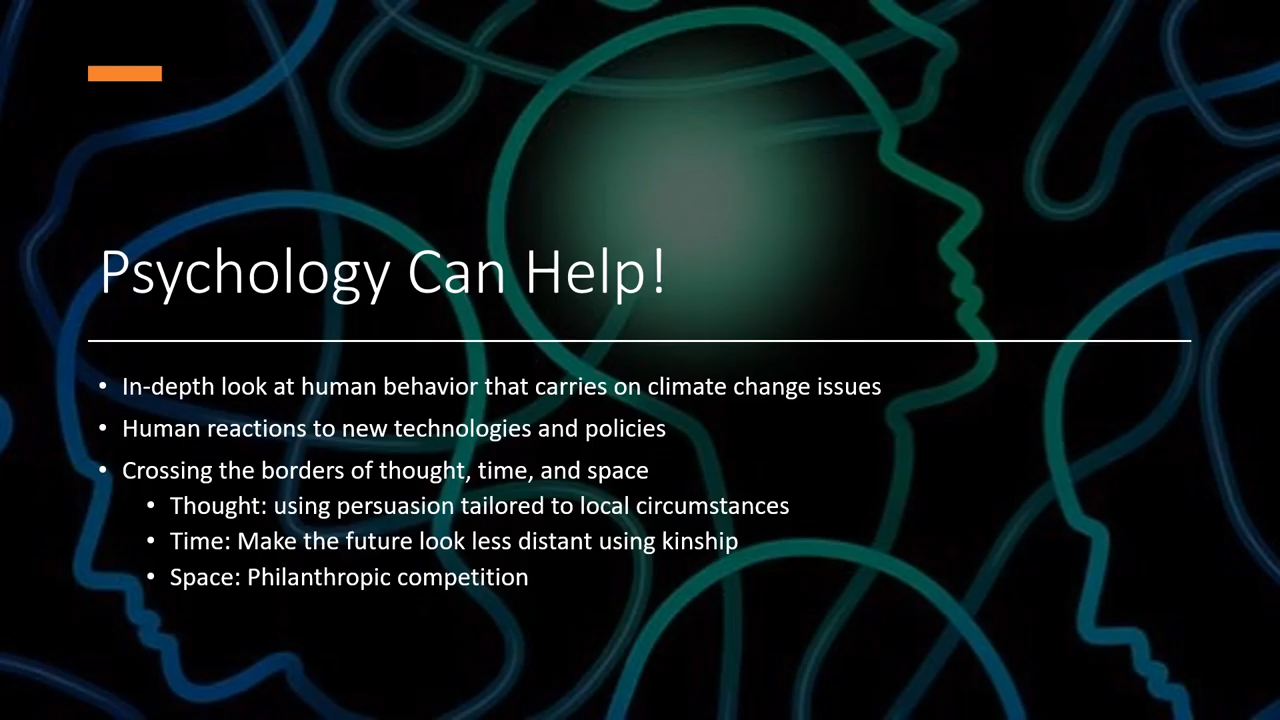 Psychology Can Help!
• In-depth look at human behavior that carries on climate change issues
• Human reactions to new technologies and policies
• Crossing the borders of thought, time, and space
• Thought: using persuasion tailored to local circumstances
• Time: Make the future look less distant using kinship
• Space: Philanthropic competition